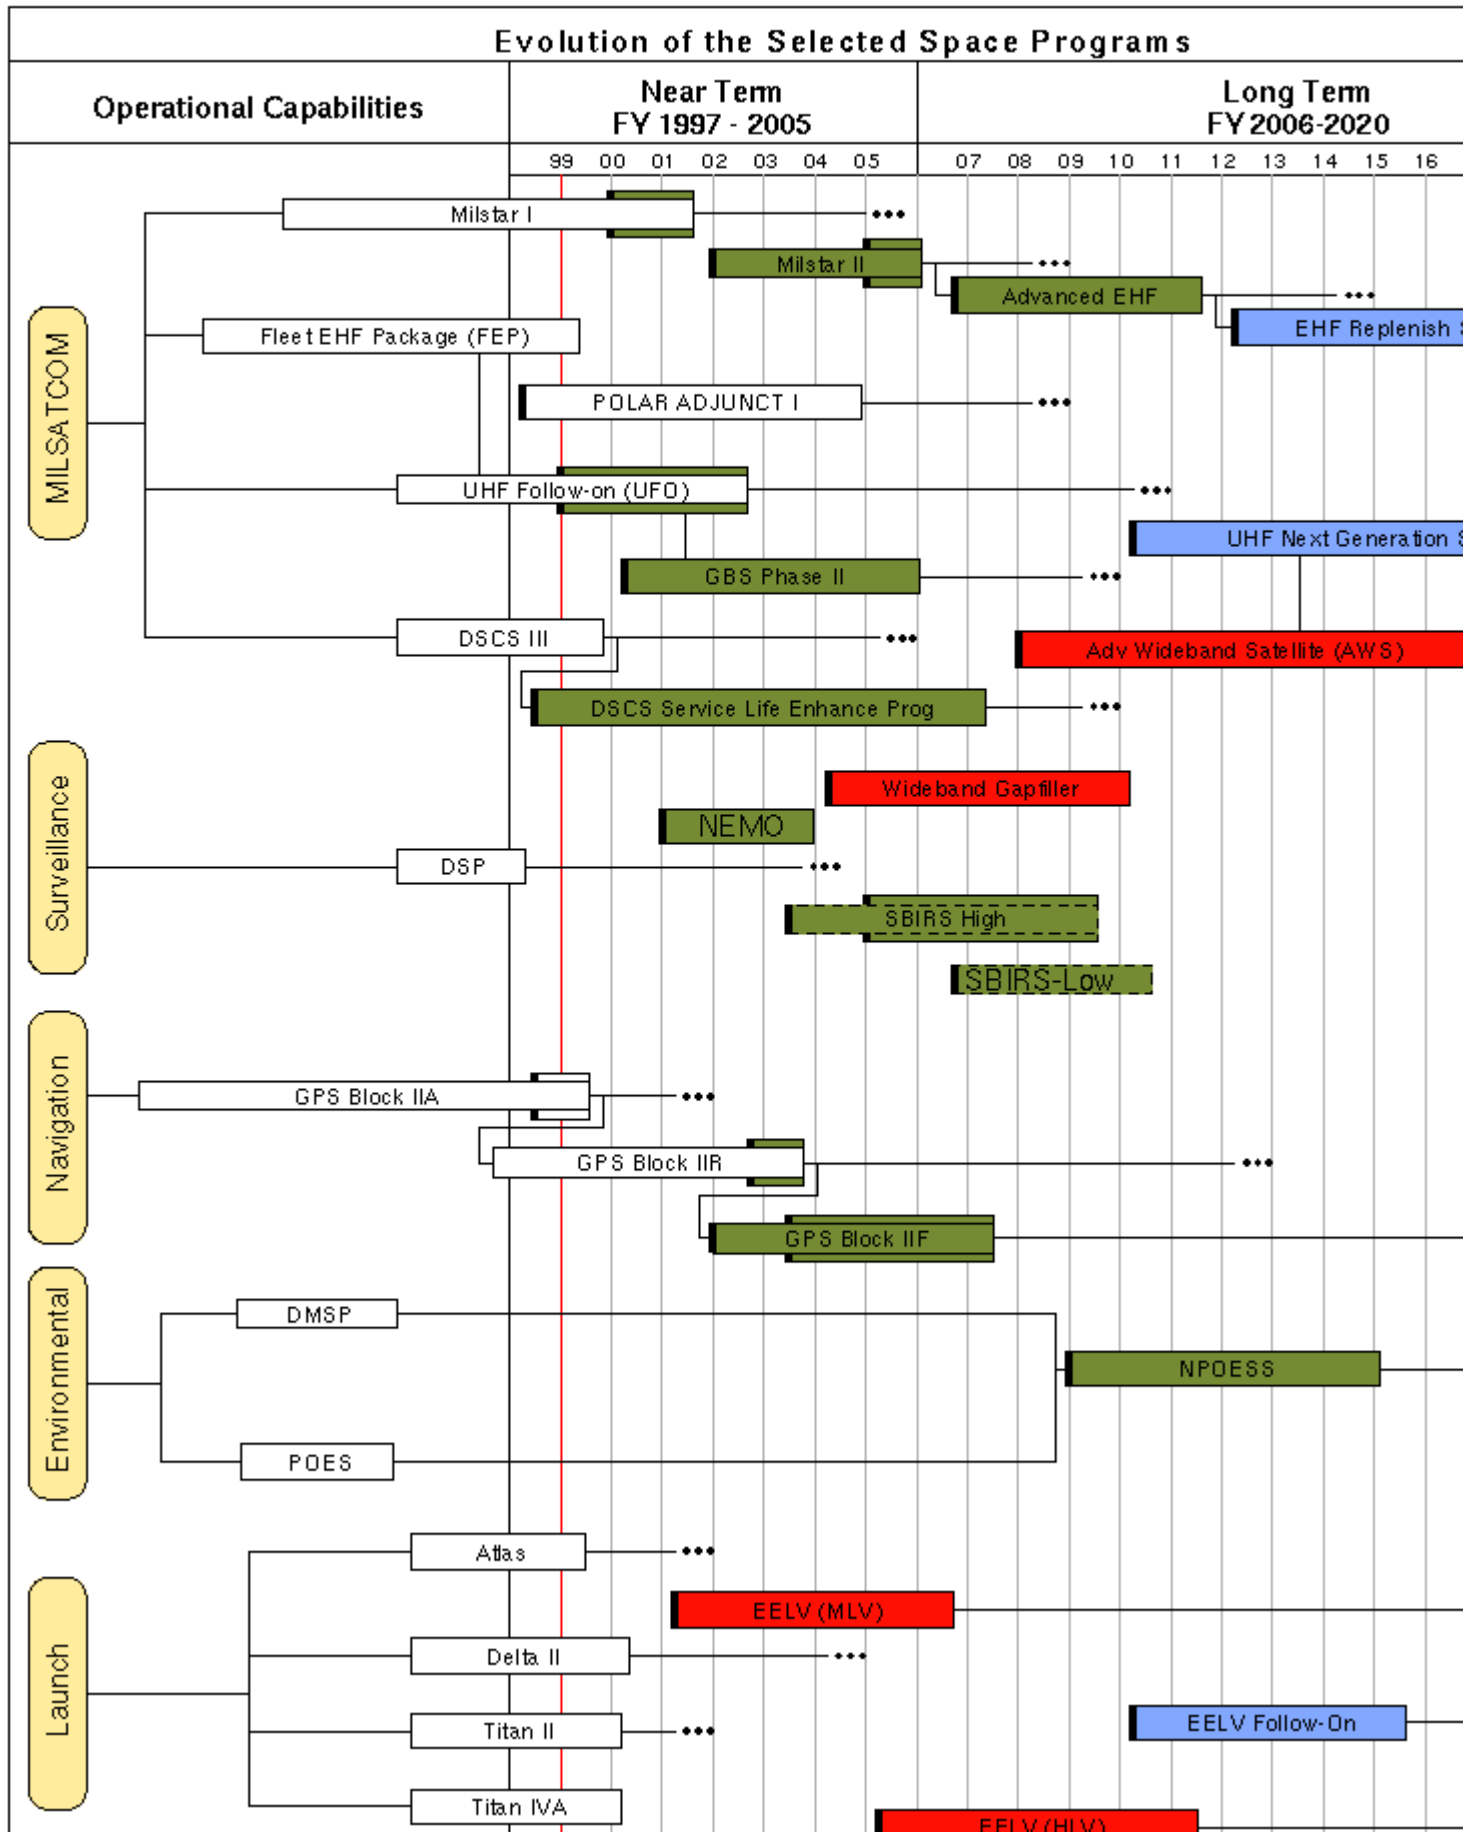 Evolution of the Selected Space Programs
Operational Capabilities
Near Term
FY 1997 - 2005
Long Term
FY 2006-2020
99 00 01 02 03 04 05 07 08 09 10 11 12 13 14 15 16
MILSATCOM
Milstar I
Milstar II
Advanced EHF
EHF Replenish
Fleet EHF Package (FEP)
POLAR ADJUNCT I
UHF Follow-on (UFO)
UHF Next Generation
GBS Phase II
DSCS III
Adv Wideband Satellite (AWS)
DSCS Service Life Enhance Prog
Surveillance
Wideband Gapfiller
NEMO
DSP
SBIRS High
SBIRS-Low
Navigation
GPS Block IIA
GPS Block IIR
GPS Block IIF
Environmental
DMSP
NPOESS
POES
Launch
Atlas
EELV (MLV)
Delta II
EELV Follow-On
Titan II
Titan IVA
EELV (HLV)